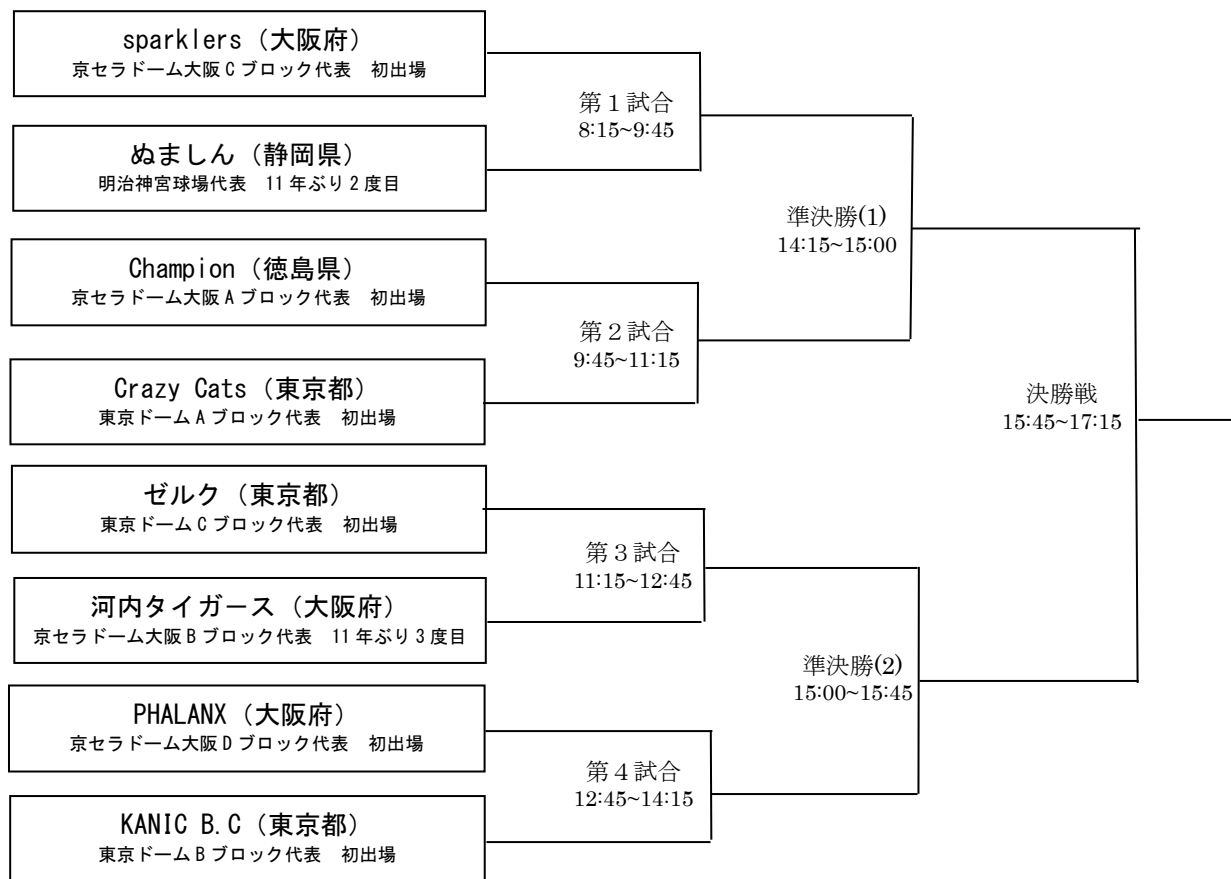 sparklers（大阪府）
京セラドーム大阪 C ブロック代表　初出場
第１試合
8:15~9:45
ぬましん（静岡県）
明治神宮球場代表　11 年ぶり 2 度目
準決勝(1)
14:15~15:00
Champion（徳島県）
京セラドーム大阪 A ブロック代表　初出場
第２試合
9:45~11:15
Crazy Cats（東京都）
東京ドーム A ブロック代表　初出場
決勝戦
15:45~17:15
ゼルク（東京都）
東京ドーム C ブロック代表　初出場
第３試合
11:15~12:45
河内タイガース（大阪府）
京セラドーム大阪 B ブロック代表　11 年ぶり 3 度目
準決勝(2)
15:00~15:45
PHALANX（大阪府）
京セラドーム大阪 D ブロック代表　初出場
第４試合
12:45~14:15
KANIC B.C（東京都）
東京ドーム B ブロック代表　初出場